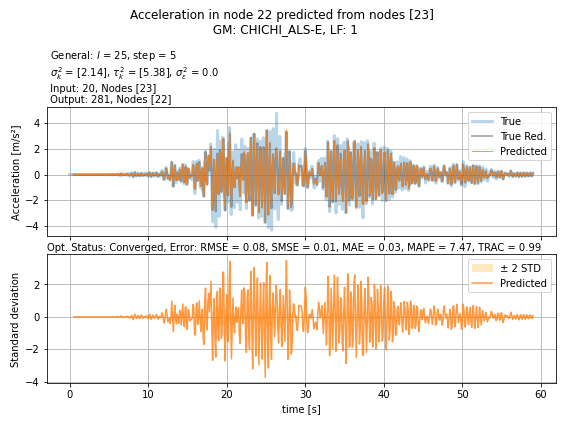 Acceleration in node 22 predicted from nodes [23]
GM: CHICHI_ALS-E, LF: 1
General: l = 25, step = 5
σ²ₖ = [2.14], τ²ₖ = [5.38], σ²ₑ = 0.0
Input: 20, Nodes [23]
Output: 281, Nodes [22]
Acceleration [m/s²]
4
2
0
−2
−4
True
True Red.
Predicted
Opt. Status: Converged, Error: RMSE = 0.08, SMSE = 0.01, MAE = 0.03, MAPE = 7.47, TRAC = 0.99
Standard deviation
2
0
−2
−4
± 2 STD
Predicted
0 10 20 30 40 50 60
time [s]